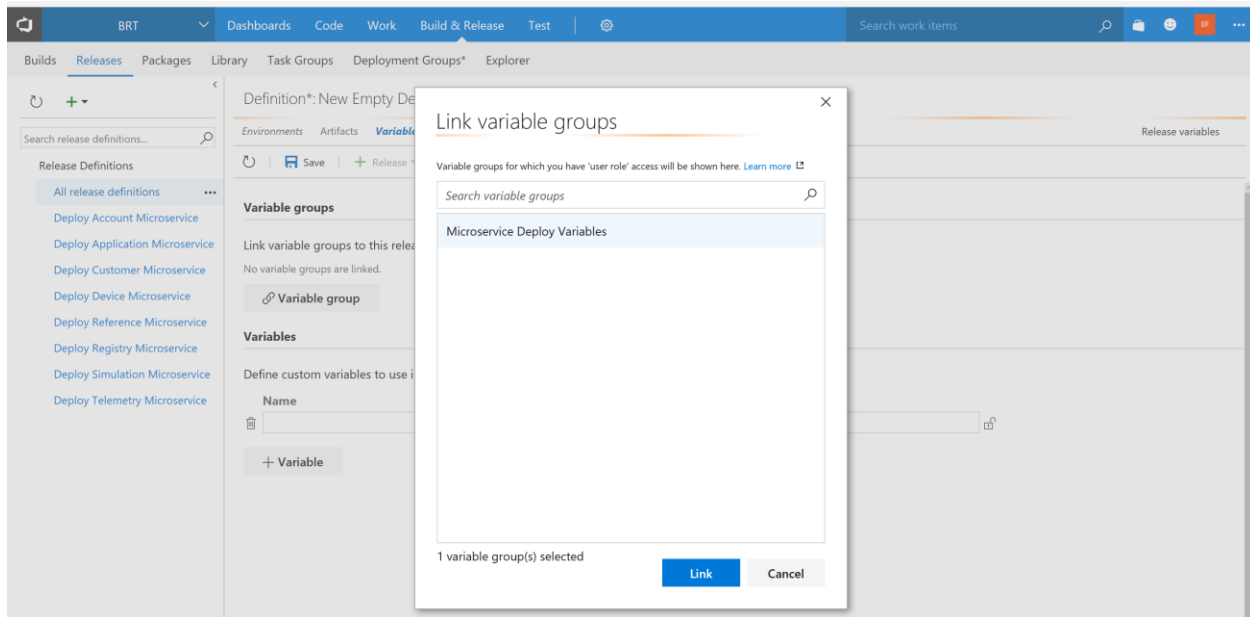 BRT Dashboards Code Work Build & Release Test Search work items BF
Builds Releases Packages Library Task Groups Deployment Groups* Explorer
Search release definitions...
Release Definitions
All release definitions
Deploy Account Microservice
Deploy Application Microservice
Deploy Customer Microservice
Deploy Device Microservice
Deploy Reference Microservice
Deploy Registry Microservice
Deploy Simulation Microservice
Deploy Telemetry Microservice
Definition*: New Empty De
Environments Artifacts Variable
Release variables
Save + Release
Variable groups
Link variable groups to this relea
No variable groups are linked.
Variable group
Variables
Define custom variables to use i
Name
+ Variable
Link variable groups
Variable groups for which you have 'user role' access will be shown here. Learn more
Search variable groups
Microservice Deploy Variables
1 variable group(s) selected
Link Cancel